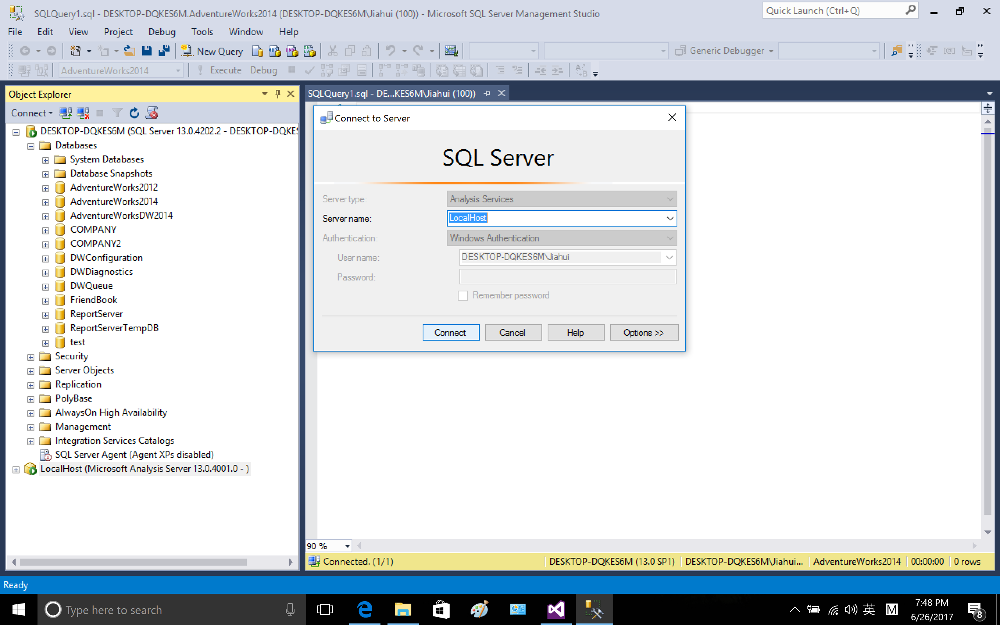 SQLQuery1.sql - DESKTOP-DQKES6M.AdventureWorks2014 (DESKTOP-DQKES6M\Jiahui (100)) - Microsoft SQL Server Management Studio
Quick Launch (Ctrl+Q)
File Edit View Project Debug Tools Window Help
New Query
Generic Debugger
AdventureWorks2014
Execute Debug
Object Explorer
Connect
DESKTOP-DQKES6M (SQL Server 13.0.4202.2 - DESKTOP-DQKES
Databases
System Databases
Database Snapshots
AdventureWorks2012
AdventureWorks2014
AdventureWorksDW2014
COMPANY
COMPANY2
DWConfiguration
DWDiagnostics
DWQueue
FriendBook
ReportServer
ReportServerTempDB
test
Security
Server Objects
Replication
PolyBase
AlwaysOn High Availability
Management
Integration Services Catalogs
SQL Server Agent (Agent XPs disabled)
LocalHost (Microsoft Analysis Server 13.0.4001.0 - )
SQLQuery1.sql - DE...KES6M\Jiahui (100))
Connect to Server
SQL Server
Server type: Analysis Services
Server name: LocalHost
Authentication: Windows Authentication
User name: DESKTOP-DQKES6M\Jiahui
Password:
Remember password
Connect Cancel Help Options >>
90 %
Connected. (1/1)
DESKTOP-DQKES6M (13.0 SP1) DESKTOP-DQKES6M\Jiahui... AdventureWorks2014 00:00:00 0 rows
Ready
Type here to search
英 M
7:48 PM
6/26/2017
8